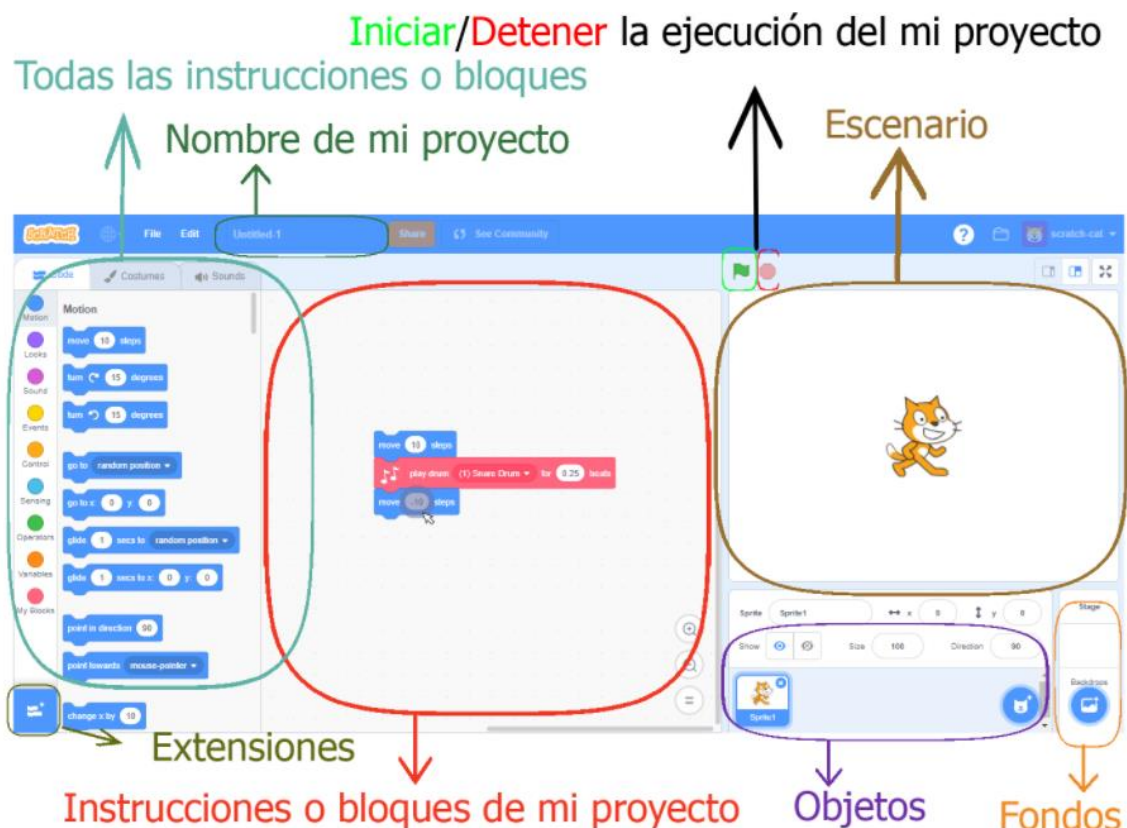 Iniciar/Detener la ejecución del mi proyecto
Todas las instrucciones o bloques
Nombre de mi proyecto
Escenario
SCRATCH
File
Edit
Untitled-1
Share
See Community
?
scratch-cat
Costumes
Sounds
Motion
Looks
Sound
Events
Control
Sensing
Operators
Variables
My Blocks
Motion
move 10 steps
turn 15 degrees
turn 15 degrees
go to random position
go to x: 0 y: 0
glide 1 secs to random position
glide 1 secs to x: 0 y: 0
point in direction 90
point towards mouse-pointer
change x by 10
move 10 steps
play drum (1) Snare Drum for 0.25 beats
move -10 steps
Sprite Sprite1 x 0 y 0
Show Size 100 Direction 90
Sprite1
Stage
Backdrops
Extensiones
Instrucciones o bloques de mi proyecto
Objetos
Fondos